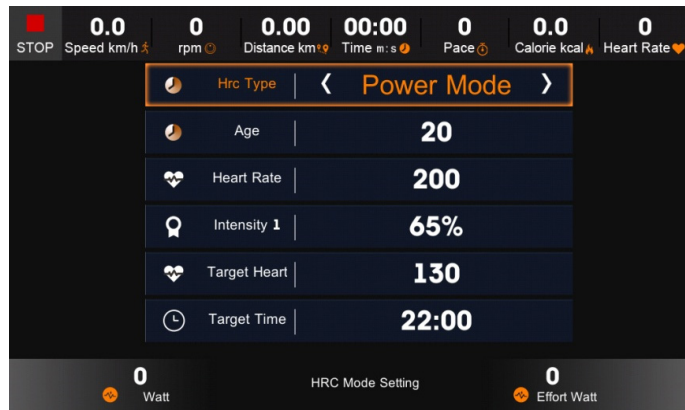 0.0 0 0.00 00:00 0 0.0 0
STOP Speed km/h rpm Distance km Time m:s Pace Calorie kcal Heart Rate
Hrc Type Power Mode
Age 20
Heart Rate 200
Intensity 1 65%
Target Heart 130
Target Time 22:00
0 0
Watt HRC Mode Setting Effort Watt